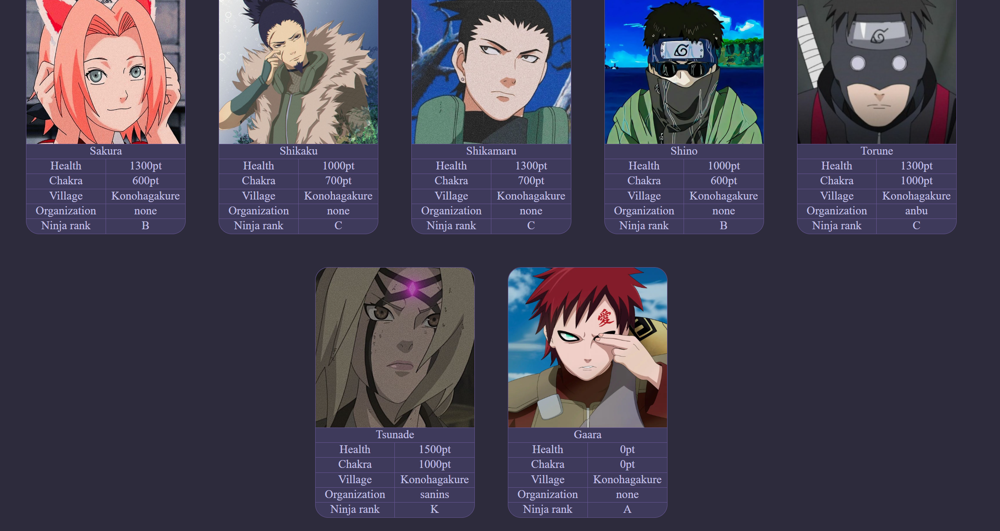 Sakura
Health 1300pt
Chakra 600pt
Village Konohagakure
Organization none
Ninja rank B
Shikaku
Health 1000pt
Chakra 700pt
Village Konohagakure
Organization none
Ninja rank C
Shikamaru
Health 1300pt
Chakra 700pt
Village Konohagakure
Organization none
Ninja rank C
Shino
Health 1000pt
Chakra 600pt
Village Konohagakure
Organization none
Ninja rank B
Torune
Health 1300pt
Chakra 1000pt
Village Konohagakure
Organization anbu
Ninja rank C
Tsunade
Health 1500pt
Chakra 1000pt
Village Konohagakure
Organization sanins
Ninja rank K
愛
Gaara
Health 0pt
Chakra 0pt
Village Konohagakure
Organization none
Ninja rank A